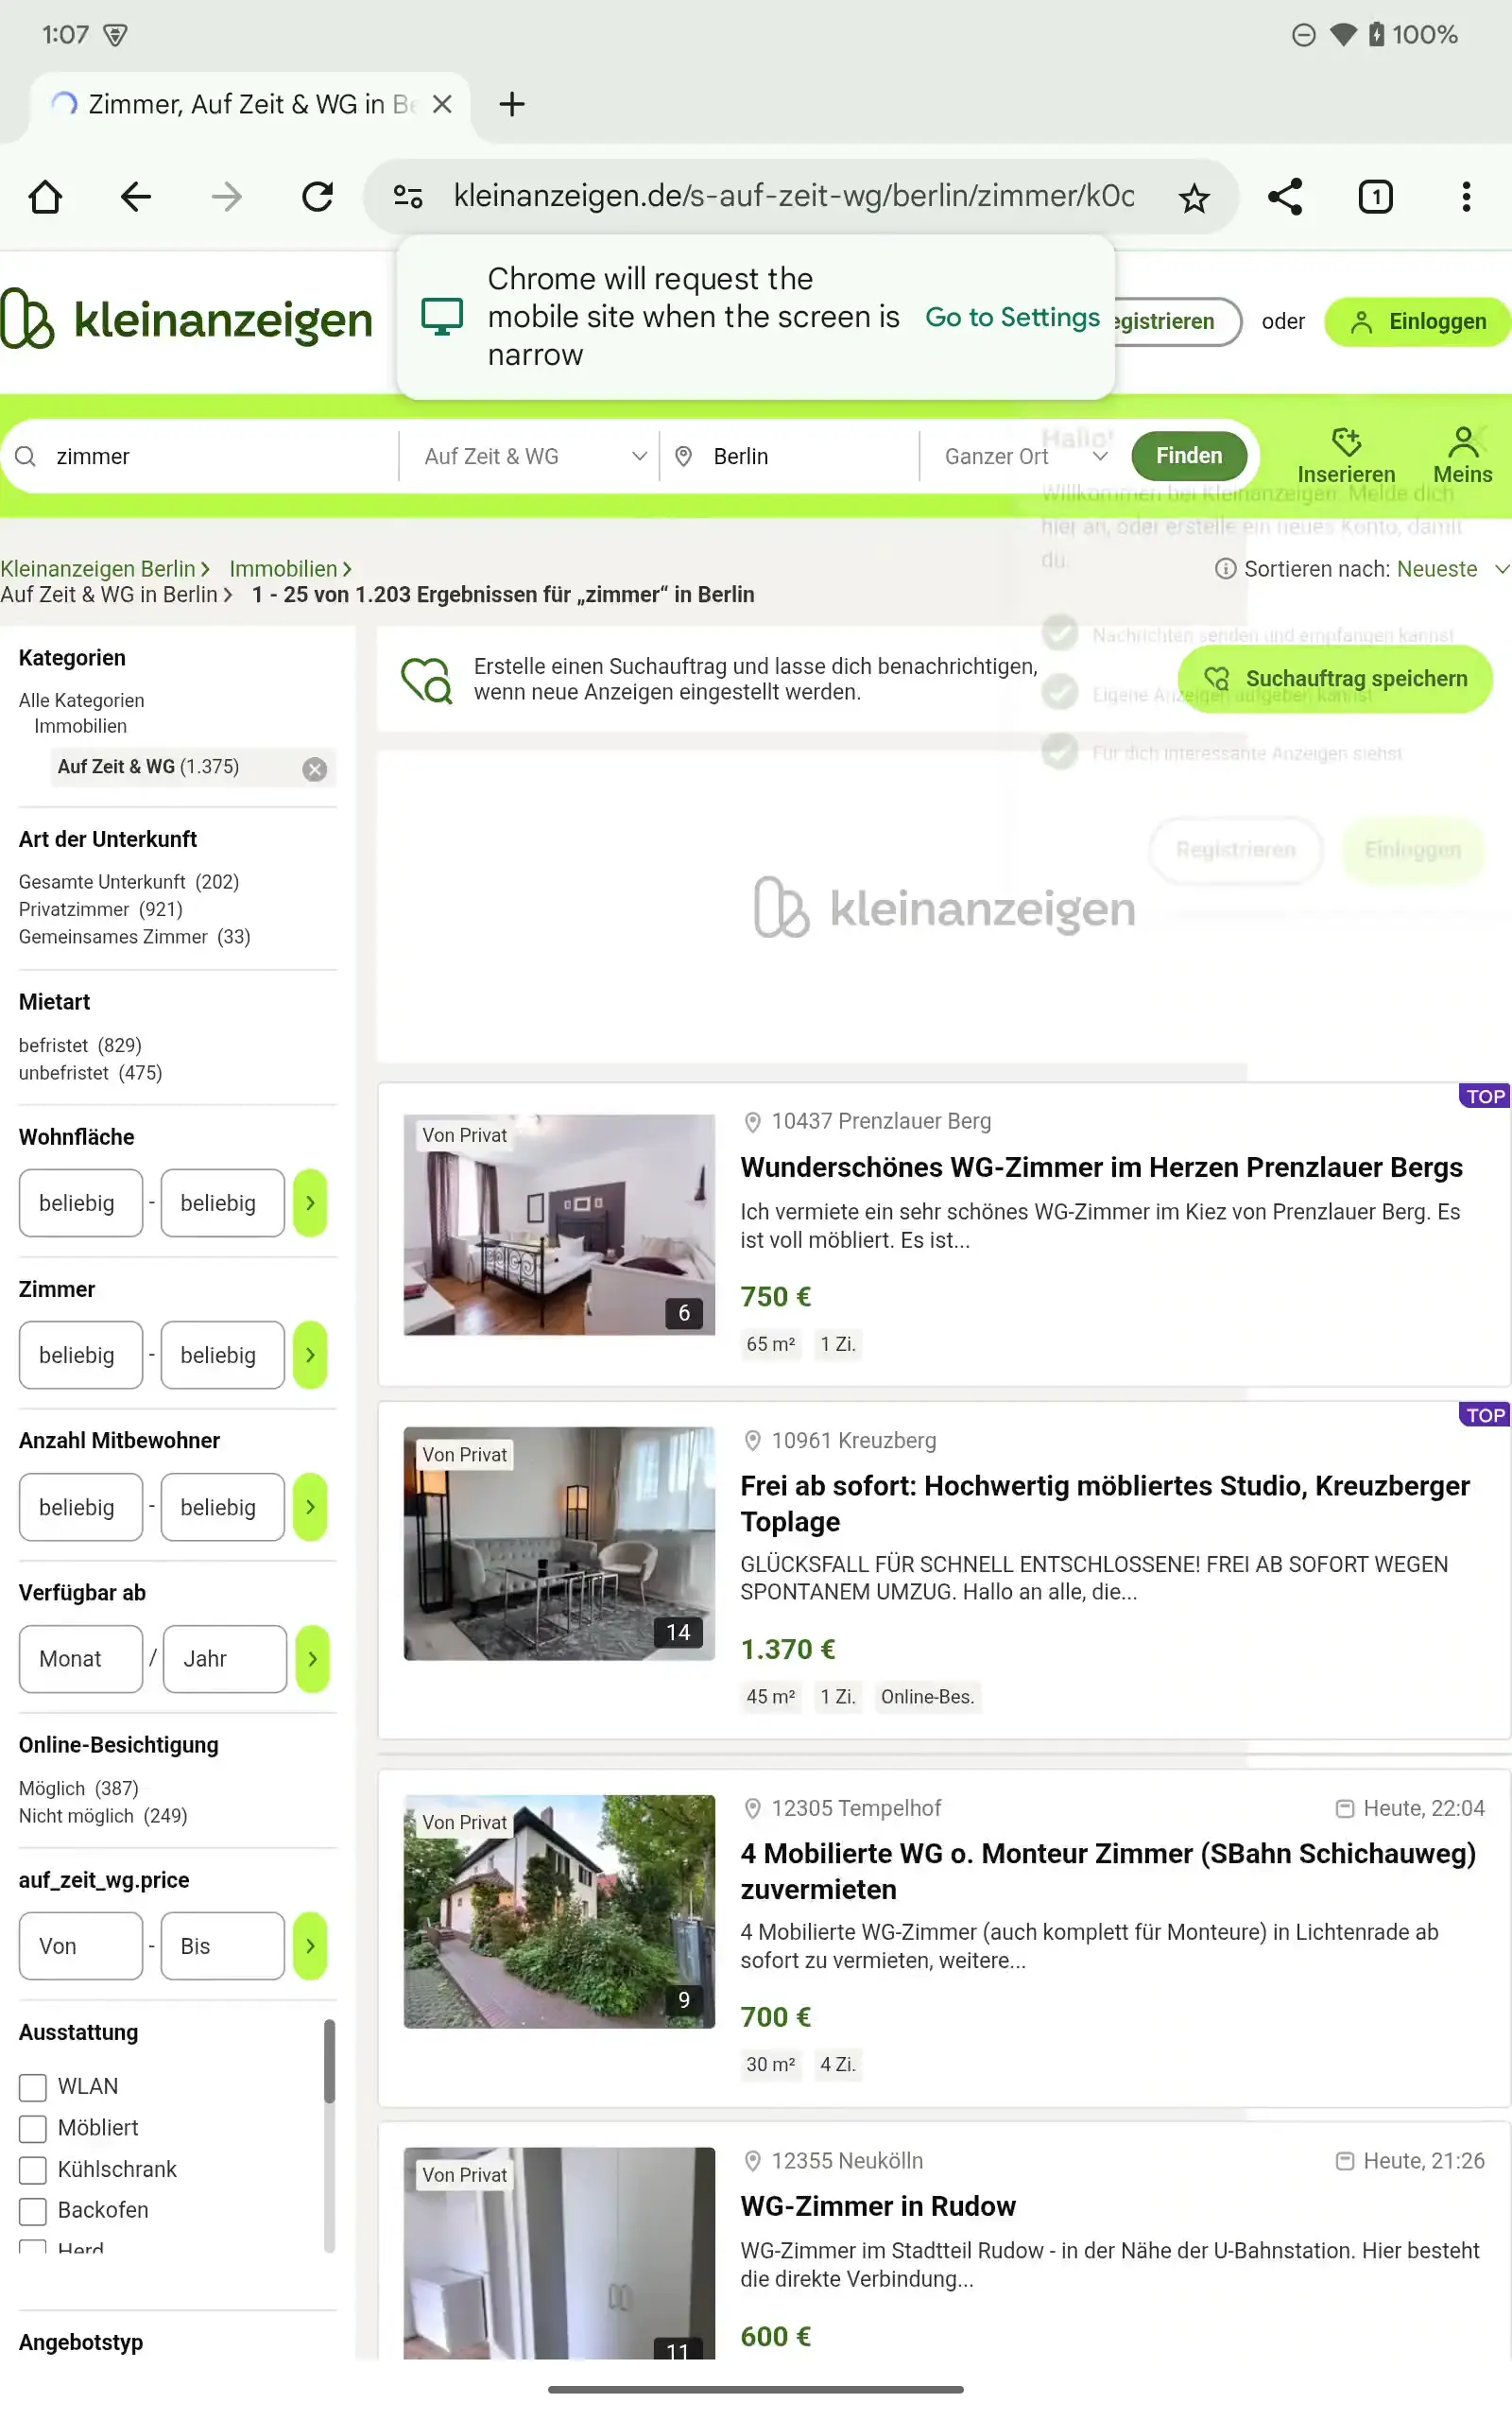 1:07
100%
Zimmer, Auf Zeit & WG in Be
kleinanzeigen.de/s-auf-zeit-wg/berlin/zimmer/k0c
1
Chrome will request the
mobile site when the screen is
narrow
Go to Settings
kleinanzeigen
egistrieren
oder
Einloggen
zimmer
Auf Zeit & WG
Berlin
Ganzer Ort
Finden
Inserieren
Meins
Hallo!
Willkommen bei Kleinanzeigen. Melde dich
hier an, oder erstelle ein neues Konto, damit
du.
Nachrichten senden und empfangen kannst
Eigene Anzeigen aufgeben kannst
Für dich interessante Anzeigen siehst
Registrieren
Einloggen
Kleinanzeigen Berlin
Immobilien
Auf Zeit & WG in Berlin
1 - 25 von 1.203 Ergebnissen für „zimmer“ in Berlin
Sortieren nach: Neueste
Kategorien
Alle Kategorien
Immobilien
Auf Zeit & WG (1.375)
Art der Unterkunft
Gesamte Unterkunft (202)
Privatzimmer (921)
Gemeinsames Zimmer (33)
Mietart
befristet (829)
unbefristet (475)
Wohnfläche
beliebig - beliebig
Zimmer
beliebig - beliebig
Anzahl Mitbewohner
beliebig - beliebig
Verfügbar ab
Monat / Jahr
Online-Besichtigung
Möglich (387)
Nicht möglich (249)
auf_zeit_wg.price
Von - Bis
Ausstattung
WLAN
Möbliert
Kühlschrank
Backofen
Herd
Angebotstyp
Erstelle einen Suchauftrag und lasse dich benachrichtigen,
wenn neue Anzeigen eingestellt werden.
Suchauftrag speichern
kleinanzeigen
TOP
Von Privat
6
10437 Prenzlauer Berg
Wunderschönes WG-Zimmer im Herzen Prenzlauer Bergs
Ich vermiete ein sehr schönes WG-Zimmer im Kiez von Prenzlauer Berg. Es
ist voll möbliert. Es ist...
750 €
65 m²
1 Zi.
TOP
Von Privat
14
10961 Kreuzberg
Frei ab sofort: Hochwertig möbliertes Studio, Kreuzberger
Toplage
GLÜCKSFALL FÜR SCHNELL ENTSCHLOSSENE! FREI AB SOFORT WEGEN
SPONTANEM UMZUG. Hallo an alle, die...
1.370 €
45 m²
1 Zi.
Online-Bes.
Von Privat
9
12305 Tempelhof
Heute, 22:04
4 Mobilierte WG o. Monteur Zimmer (SBahn Schichauweg)
zuvermieten
4 Mobilierte WG-Zimmer (auch komplett für Monteure) in Lichtenrade ab
sofort zu vermieten, weitere...
700 €
30 m²
4 Zi.
Von Privat
11
12355 Neukölln
Heute, 21:26
WG-Zimmer in Rudow
WG-Zimmer im Stadtteil Rudow - in der Nähe der U-Bahnstation. Hier besteht
die direkte Verbindung...
600 €